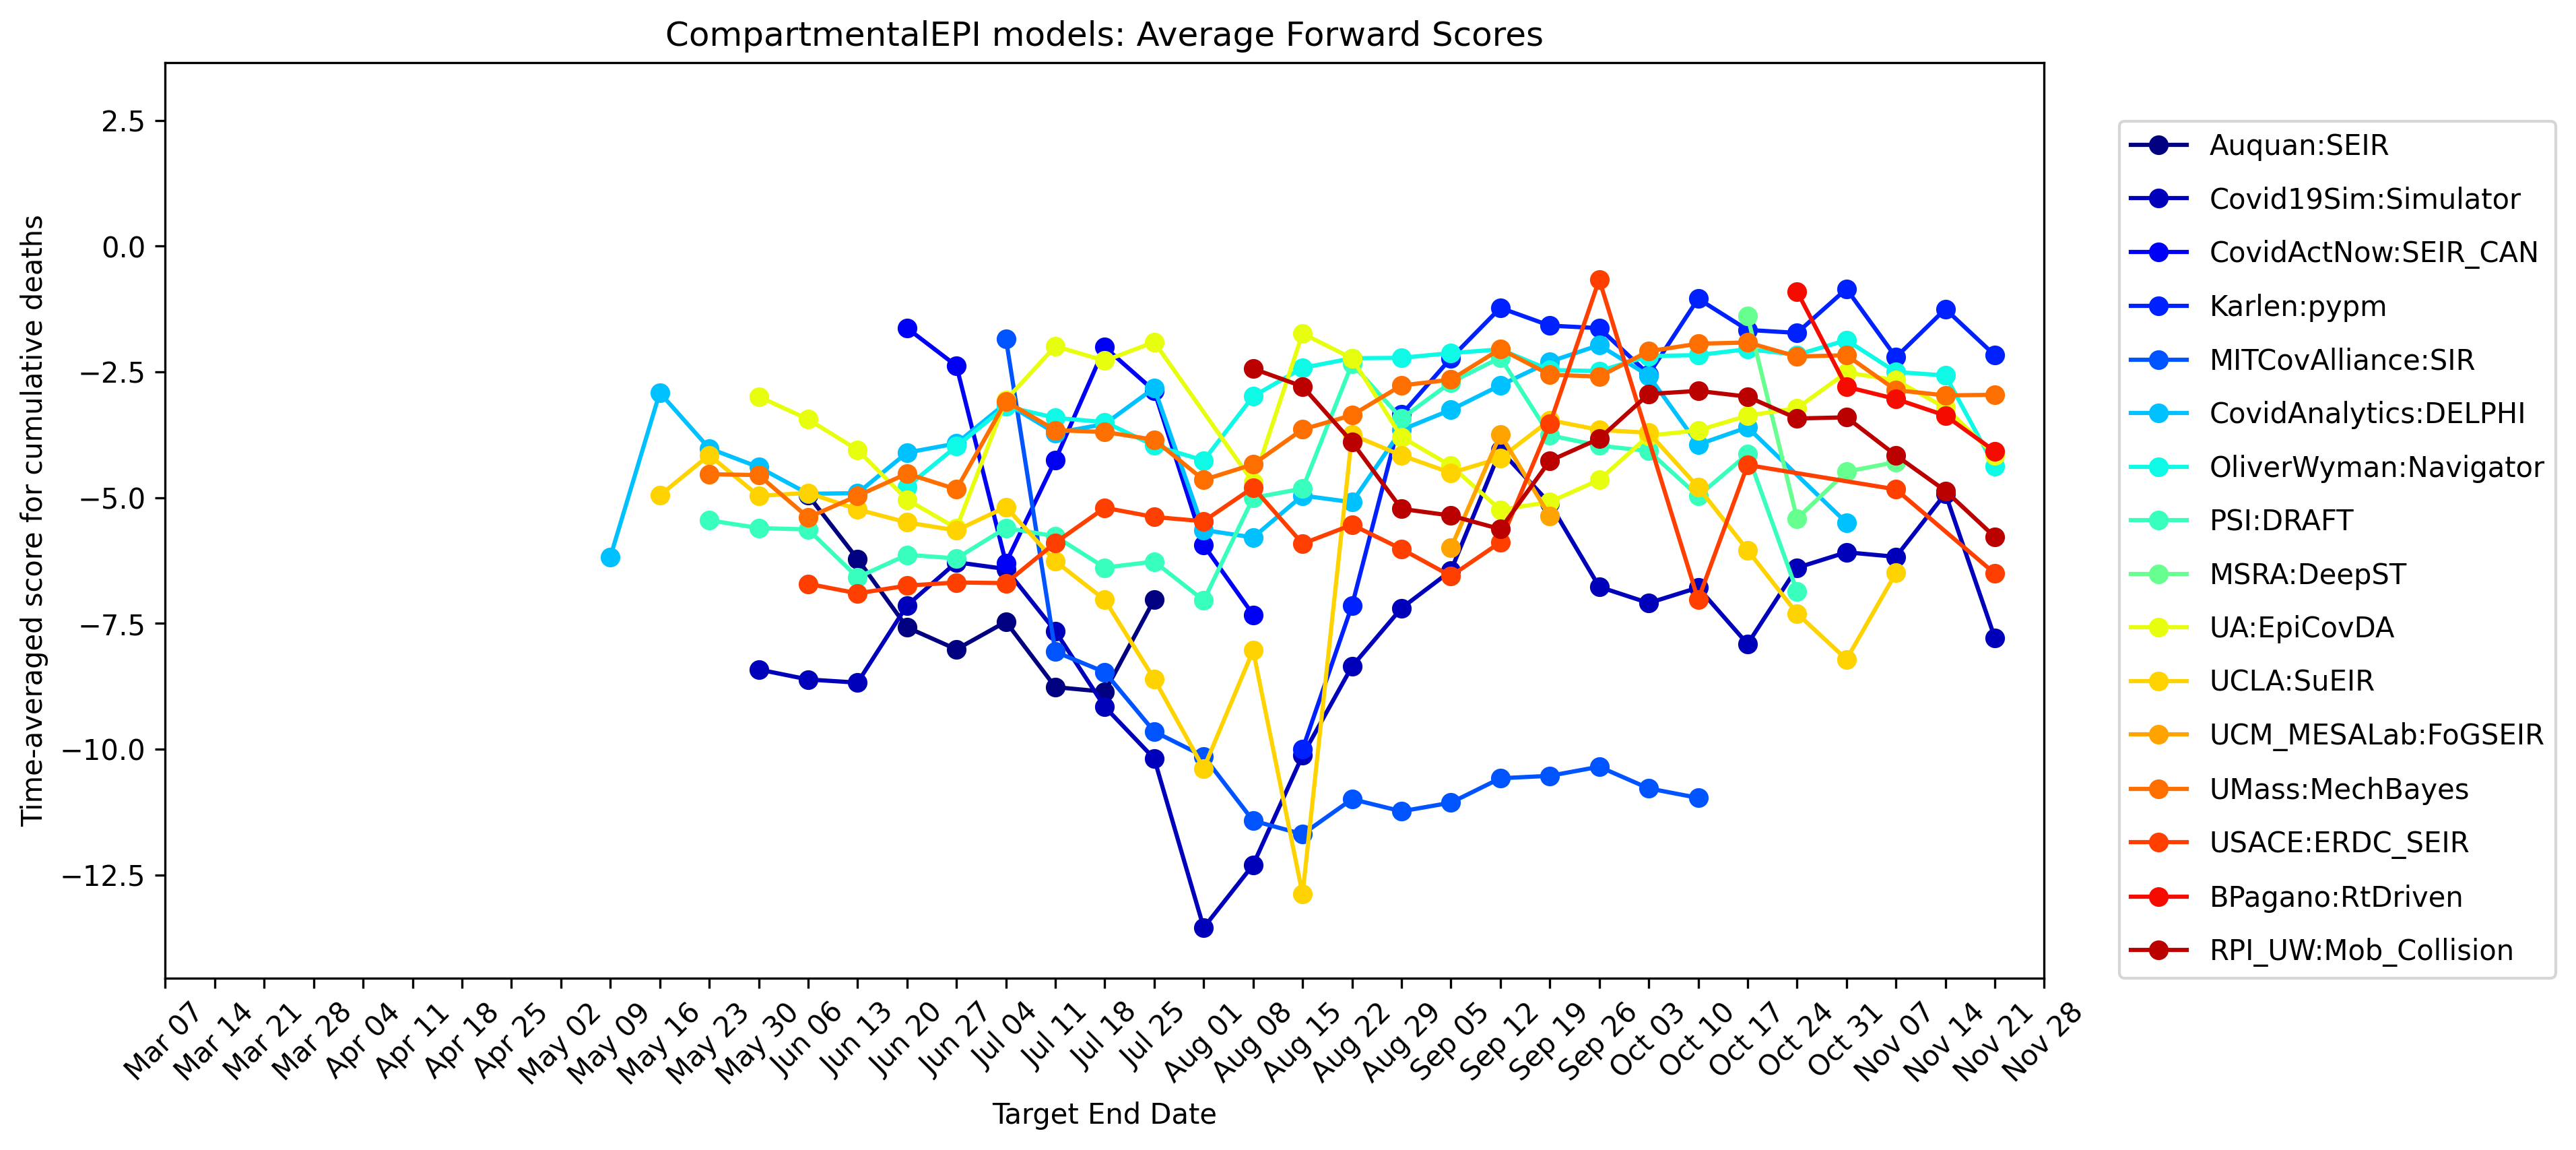 CompartmentalEPI models: Average Forward Scores
Time-averaged score for cumulative deaths
2.5
0.0
−2.5
−5.0
−7.5
−10.0
−12.5
Mar 07
Mar 14
Mar 21
Mar 28
Apr 04
Apr 11
Apr 18
Apr 25
May 02
May 09
May 16
May 23
May 30
Jun 06
Jun 13
Jun 20
Jun 27
Jul 04
Jul 11
Jul 18
Jul 25
Aug 01
Aug 08
Aug 15
Aug 22
Aug 29
Aug 05
Sep 12
Sep 19
Sep 26
Sep 03
Oct 10
Oct 17
Oct 24
Oct 31
Oct 07
Nov 14
Nov 21
Nov 28
Target End Date
Auquan:SEIR
Covid19Sim:Simulator
CovidActNow:SEIR_CAN
Karlen:pypm
MITCovAlliance:SIR
CovidAnalytics:DELPHI
OliverWyman:Navigator
PSI:DRAFT
MSRA:DeepST
UA:EpiCovDA
UCLA:SuEIR
UCM_MESALab:FoGSEIR
UMass:MechBayes
USACE:ERDC_SEIR
BPagano:RtDriven
RPI_UW:Mob_Collision